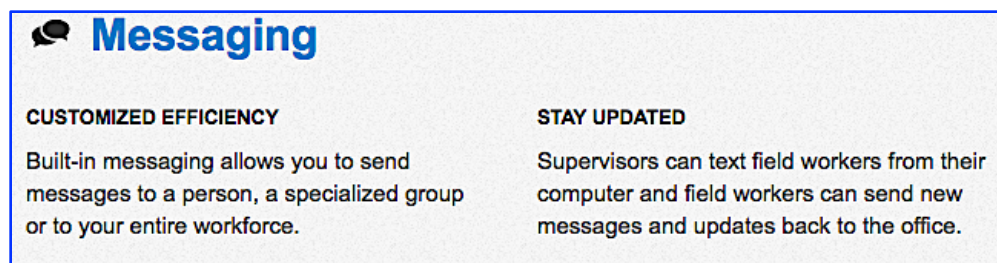 Messaging
CUSTOMIZED EFFICIENCY
Built-in messaging allows you to send
messages to a person, a specialized group
or to your entire workforce.
STAY UPDATED
Supervisors can text field workers from their
computer and field workers can send new
messages and updates back to the office.